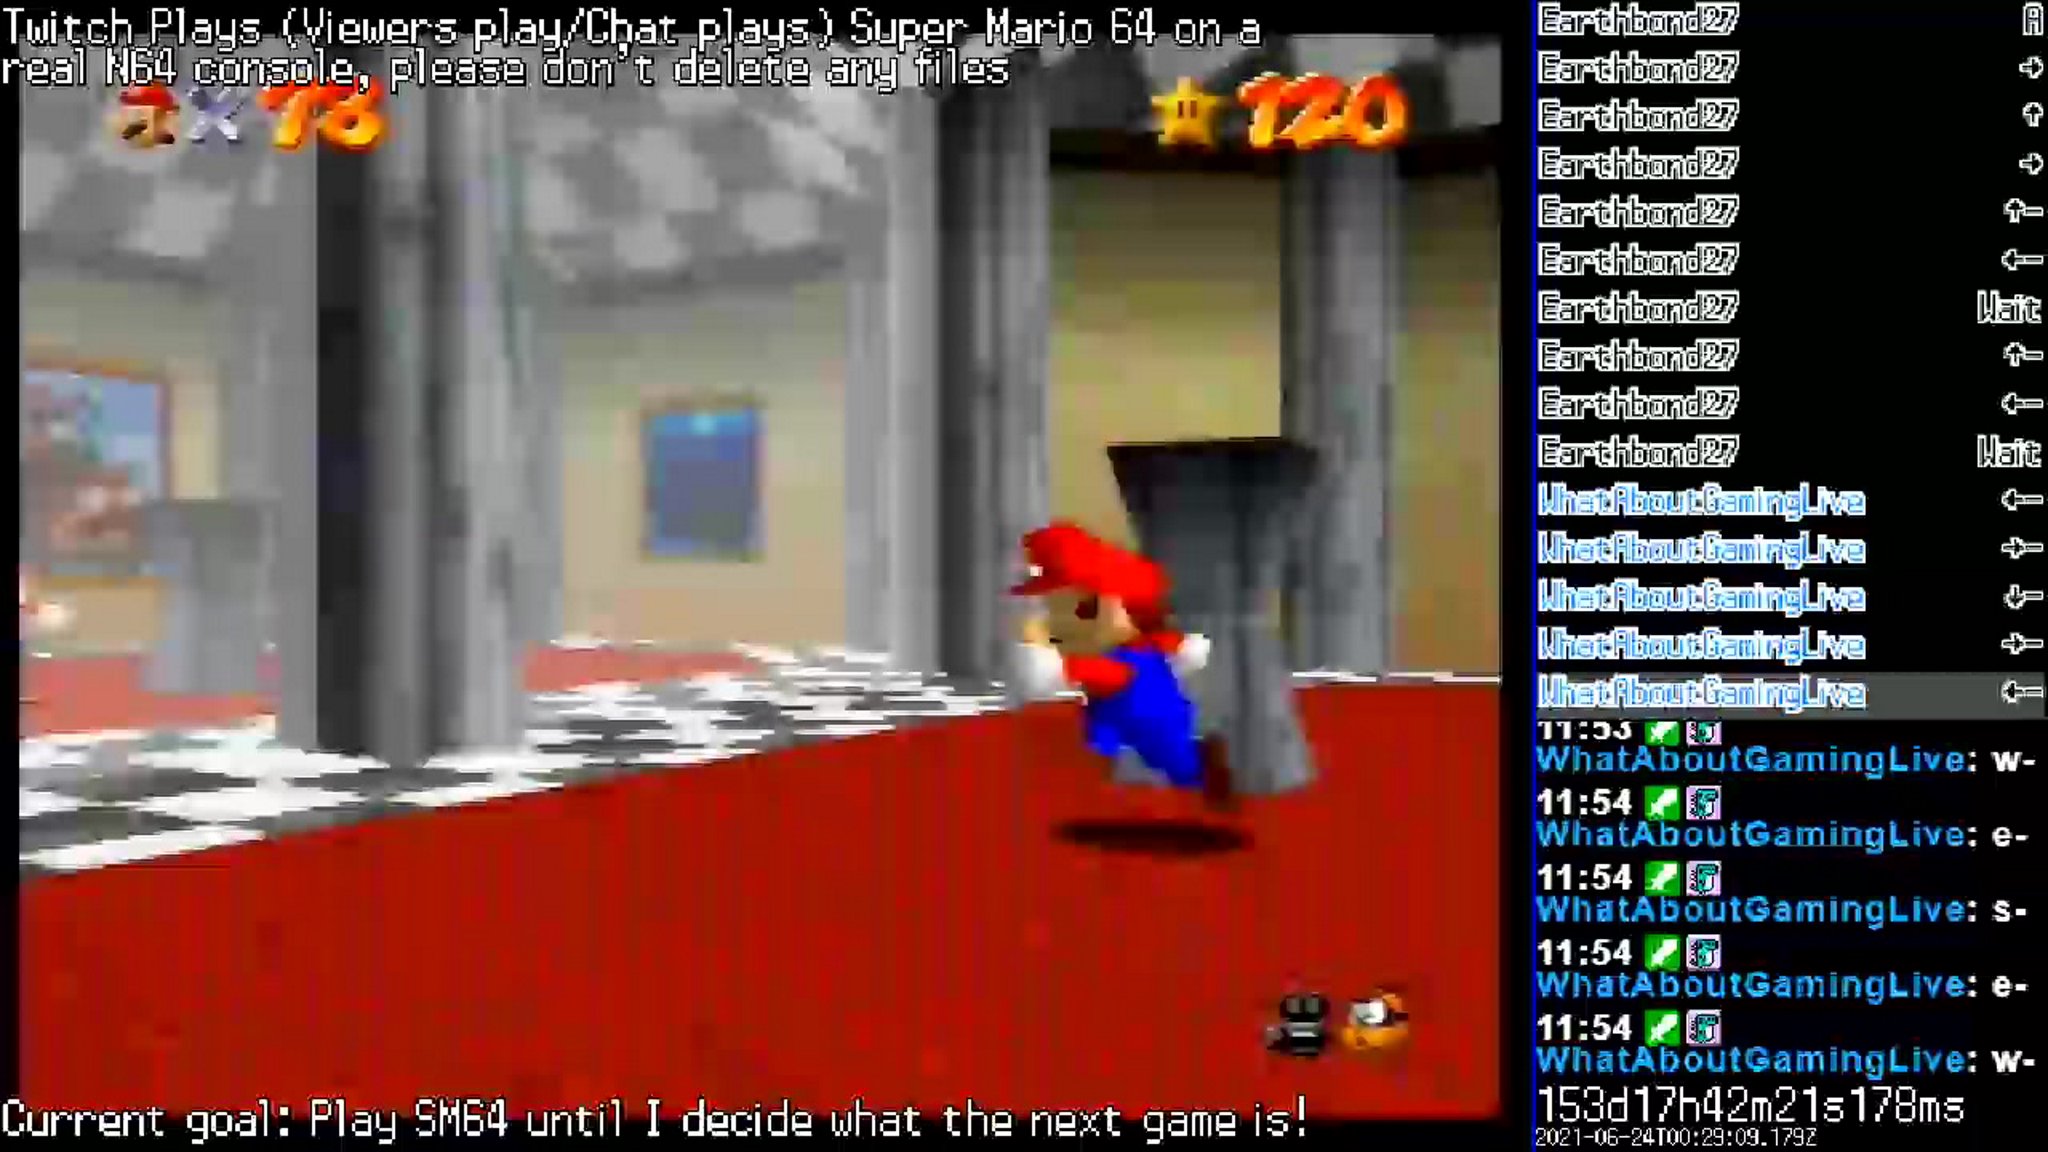 Twitch Plays (Viewers play/Chat plays) Super Mario 64 on a
real N64 console, please don't delete any files
78
120
Current goal: Play SM64 until I decide what the next game is!
Earthbond27 A
Earthbond27 →
Earthbond27 ↑
Earthbond27 →
Earthbond27 ↑-
Earthbond27 ←-
Earthbond27 Wait
Earthbond27 ↑-
Earthbond27 ←-
Earthbond27 Wait
WhatAboutGamingLive ←-
WhatAboutGamingLive →-
WhatAboutGamingLive ↓-
WhatAboutGamingLive →-
WhatAboutGamingLive ←-
11:53
WhatAboutGamingLive: w-
11:54
WhatAboutGamingLive: e-
11:54
WhatAboutGamingLive: s-
11:54
WhatAboutGamingLive: e-
11:54
WhatAboutGamingLive: w-
153d17h42m21s178ms
2021-06-24T00:29:09.179Z